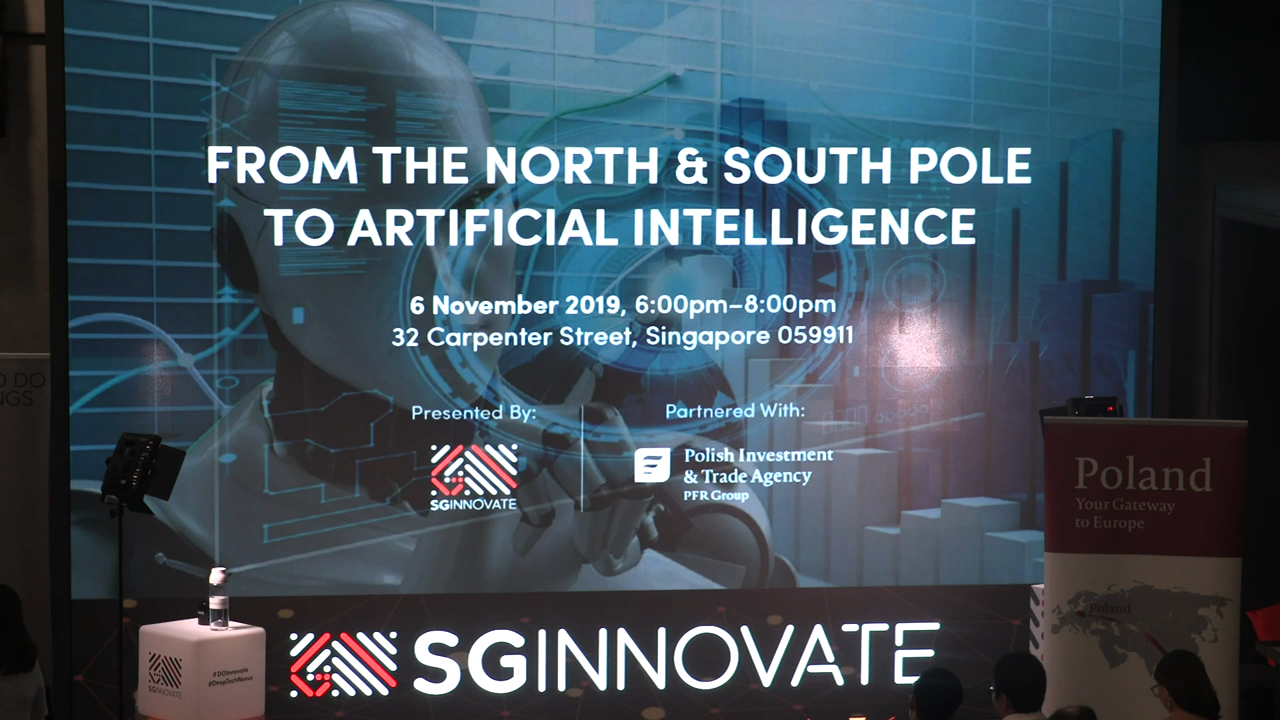 FROM THE NORTH & SOUTH POLE
TO ARTIFICIAL INTELLIGENCE
6 November 2019, 6:00pm–8:00pm
32 Carpenter Street, Singapore 059911
Presented By:
SGINNOVATE
Partnered With:
Polish Investment
& Trade Agency
PFR Group
DO
NGS
Poland
Your Gateway
to Europe
Poland
SGINNOVATE
SGINNOVATE
#DOInnovate
#DeepTechNexus